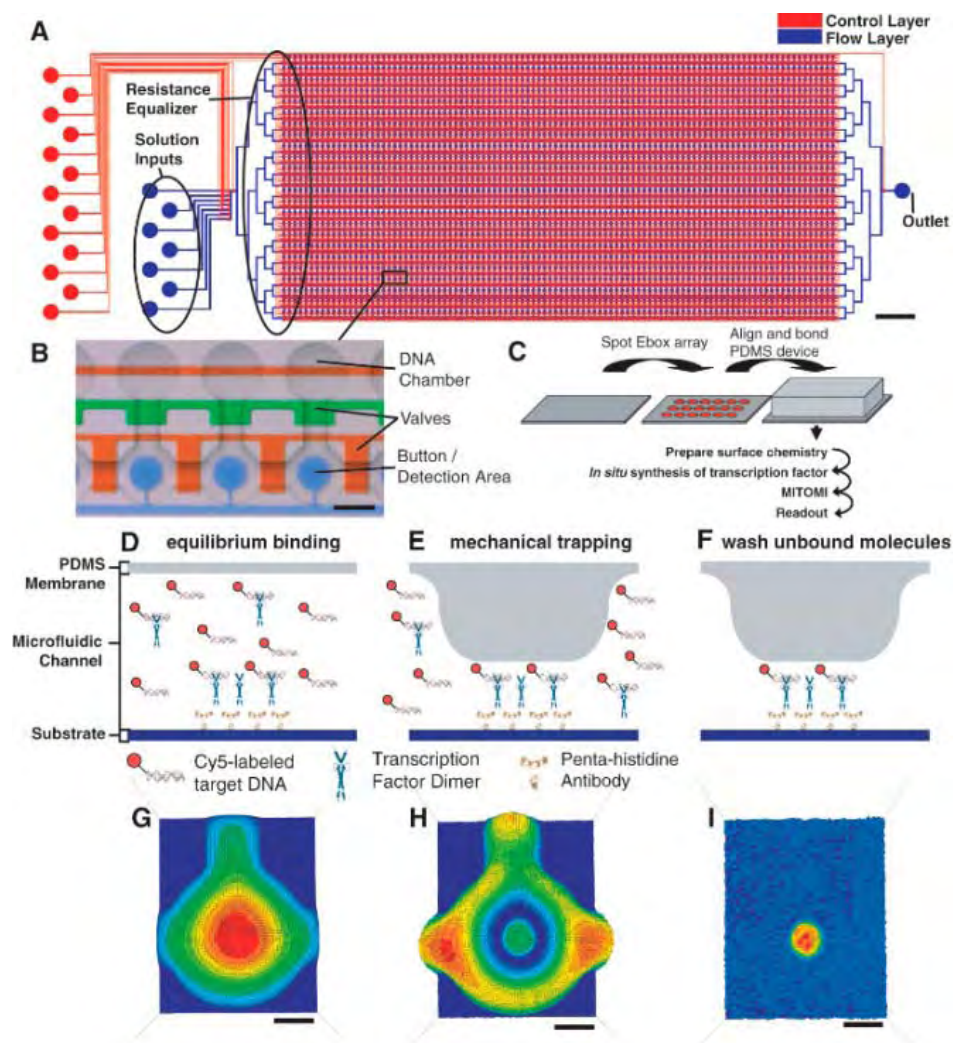 A
Control Layer
Flow Layer
Resistance
Equalizer
Solution
Inputs
Outlet
B
DNA
Chamber
Valves
Button /
Detection Area
C
Spot Ebox array
Align and bond
PDMS device
Prepare surface chemistry
In situ synthesis of transcription factor
MITOMI
Readout
D equilibrium binding
E mechanical trapping
F wash unbound molecules
PDMS
Membrane
Microfluidic
Channel
Substrate
Cy5-labeled
target DNA
Transcription
Factor Dimer
Penta-histidine
Antibody
G
H
I